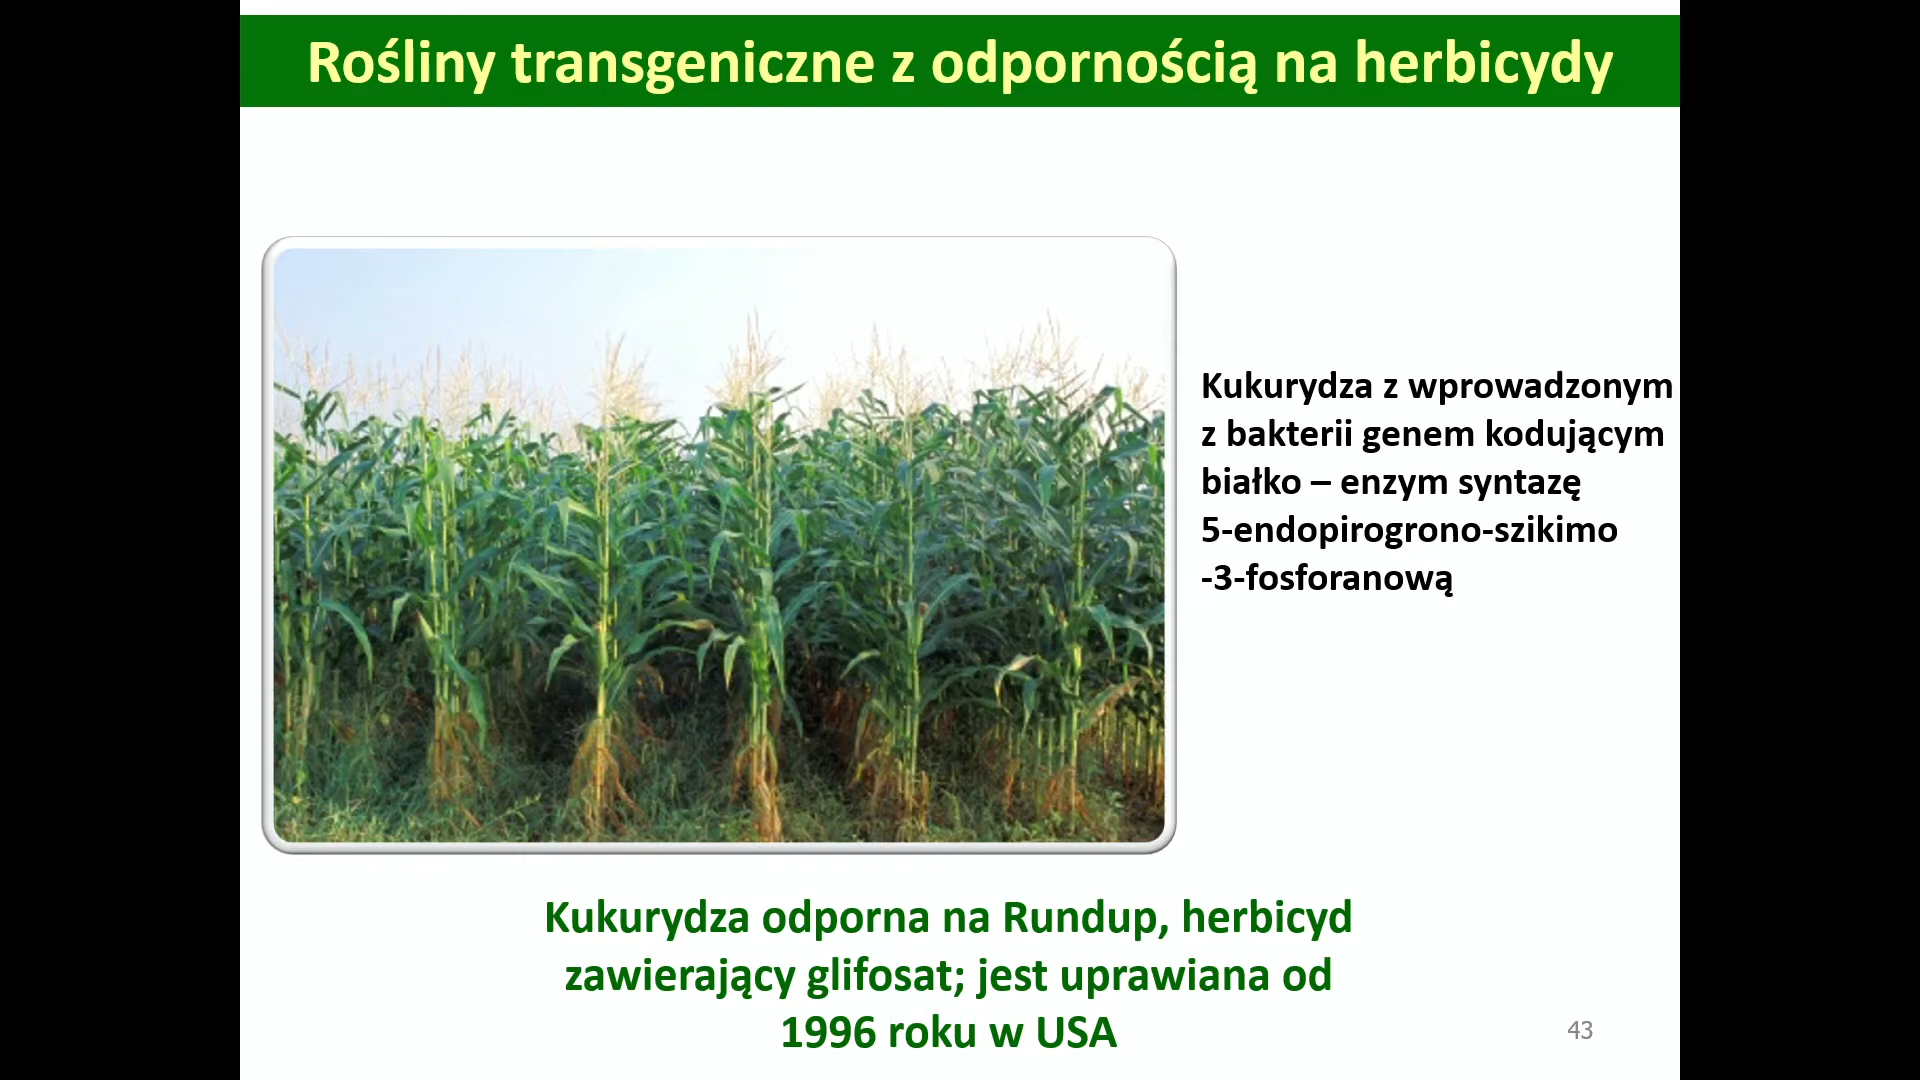 Rośliny transgeniczne z odpornością na herbicydy
Kukurydza z wprowadzonym
z bakterii genem kodującym
białko – enzym syntazę
5-endopirogrono-szikimo
-3-fosforanową
Kukurydza odporna na Rundup, herbicyd
zawierający glifosat; jest uprawiana od
1996 roku w USA
43